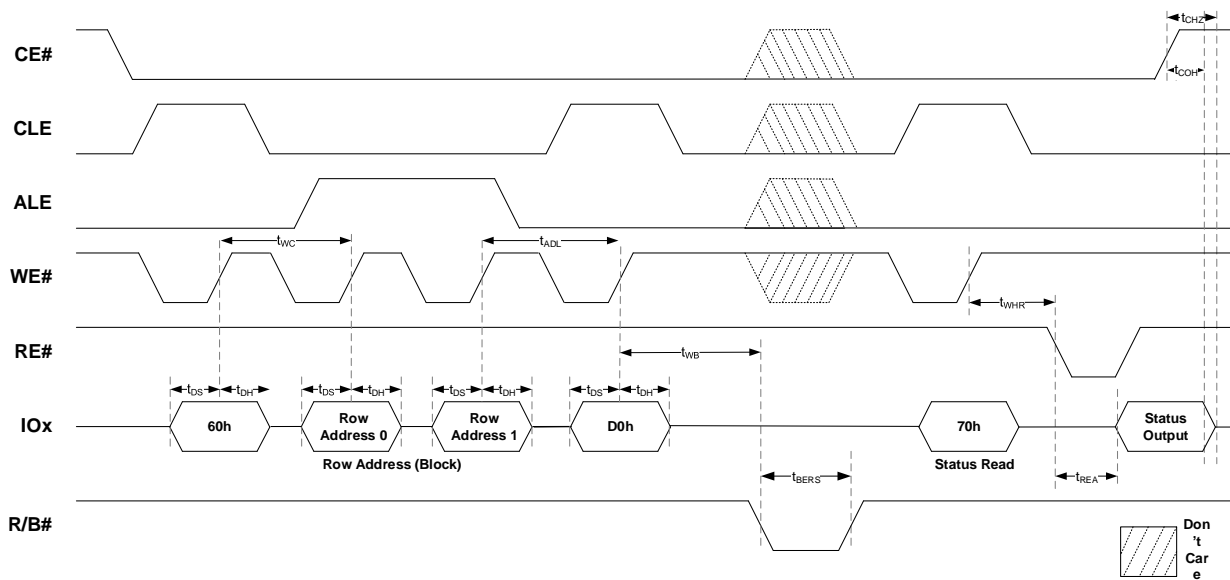 tCHZ
CE#
tCOH
CLE
ALE
tWC
tADL
WE#
tWHR
RE#
tWB
tDS
tDH
tDS
tDH
tDS
tDH
tDS
tDH
IOx
60h
Row
Address 0
Row
Address 1
D0h
70h
Status
Output
Row Address (Block)
Status Read
tBERS
tREA
R/B#
Don
't
Car
e